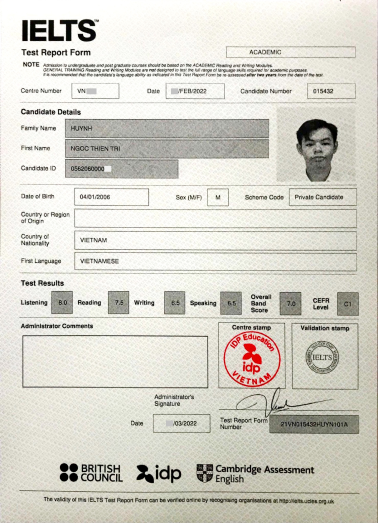 IELTS™
Test Report Form
ACADEMIC
NOTE Admission to undergraduate and post graduate courses should be based on the ACADEMIC Reading and Writing Modules.
GENERAL TRAINING Reading and Writing Modules are not designed to test the full range of language skills required for academic purposes.
It is recommended that the candidate's language ability as indicated in this Test Report Form be re-assessed after two years from the date of the test.
Centre Number VN Date /FEB/2022 Candidate Number 015432
Candidate Details
Family Name HUYNH
First Name NGOC THIEN TRI
Candidate ID 0562060000
Date of Birth 04/01/2006 Sex (M/F) M Scheme Code Private Candidate
Country or Region of Origin
Country of Nationality VIETNAM
First Language VIETNAMESE
Test Results
Listening 8.0 Reading 7.5 Writing 6.5 Speaking 6.5 Overall Band Score 7.0 CEFR Level C1
Administrator Comments
Centre stamp
Validation stamp
IDP Education
idp
VIETNAM
IELTS
Administrator's Signature
Date /03/2022
Test Report Form Number 21VN015432HUYN101A
BRITISH COUNCIL
idp
Cambridge Assessment English
The validity of this IELTS Test Report Form can be verified online by recognising organisations at http://ielts.ucles.org.uk